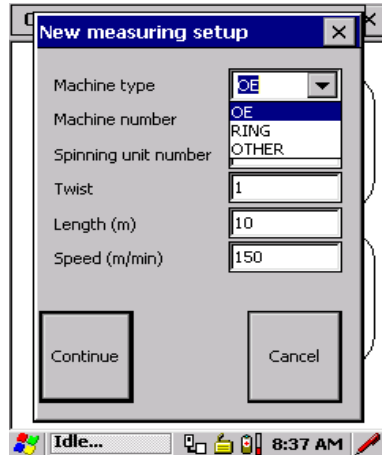 New measuring setup
Machine type OE
Machine number OE
RING
Spinning unit number OTHER
Twist 1
Length (m) 10
Speed (m/min) 150
Continue Cancel
Idle... 8:37 AM